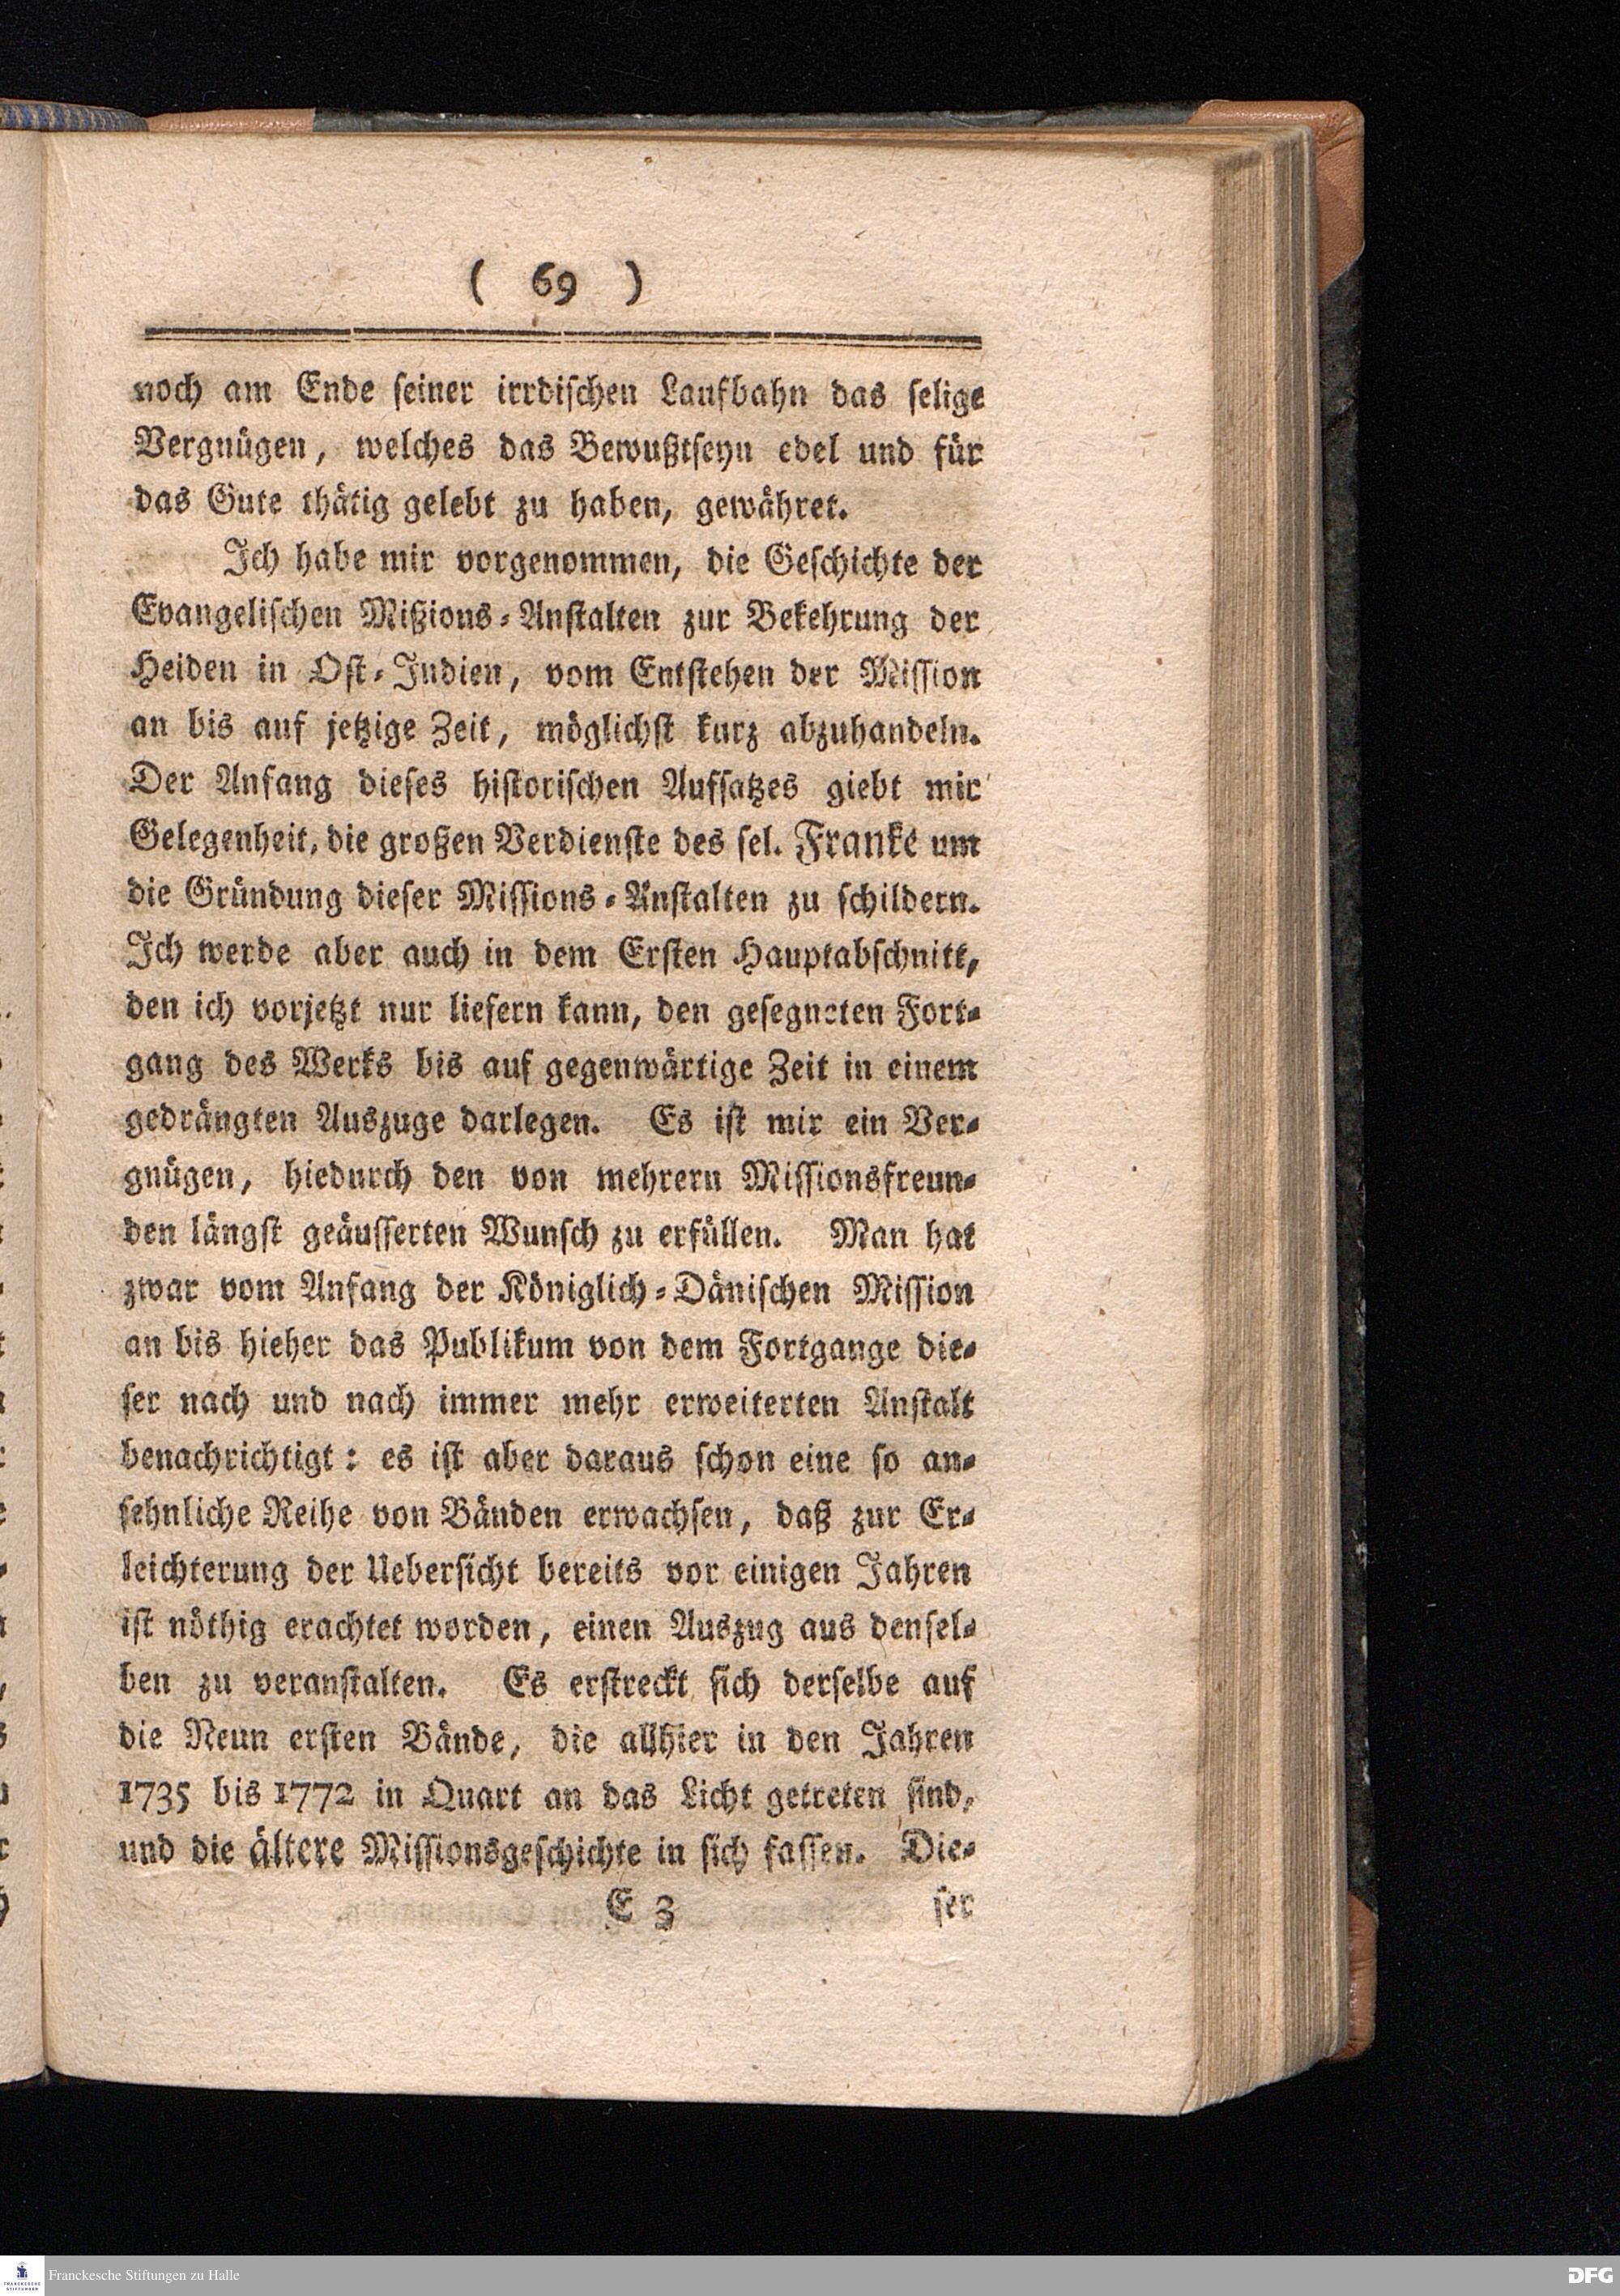 ( 69 )
noch am Ende seiner irrdischen Laufbahn das selige
Vergnügen, welches das Bewußtseyn edel und für
das Gute thätig gelebt zu haben, gewähret.
Ich habe mir vorgenommen, die Geschichte der
Evangelischen Mißions-Anstalten zur Bekehrung der
Heiden in Ost-Indien, vom Entstehen der Mission
an bis auf jetzige Zeit, möglichst kurz abzuhandeln.
Der Anfang dieses historischen Aufsatzes giebt mir
Gelegenheit, die großen Verdienste des sel. Franke um
die Gründung dieser Missions-Anstalten zu schildern.
Ich werde aber auch in dem Ersten Hauptabschnitt,
den ich vorjetzt nur liefern kann, den gesegneten Fort-
gang des Werks bis auf gegenwärtige Zeit in einem
gedrängten Auszuge darlegen. Es ist mir ein Ver-
gnügen, hiedurch den von mehrern Missionsfreun-
den längst geäusserten Wunsch zu erfüllen. Man hat
zwar vom Anfang der Königlich-Dänischen Mission
an bis hieher das Publikum von dem Fortgange die-
ser nach und nach immer mehr erweiterten Anstalt
benachrichtigt: es ist aber daraus schon eine so an-
sehnliche Reihe von Bänden erwachsen, daß zur Er-
leichterung der Uebersicht bereits vor einigen Jahren
ist nöthig erachtet worden, einen Auszug aus densel-
ben zu veranstalten. Es erstreckt sich derselbe auf
die Neun ersten Bände, die allhier in den Jahren
1735 bis 1772 in Quart an das Licht getreten sind,
und die ältere Missionsgeschichte in sich fassen. Die-
E 3 ser
FRANCKESCHE STIFTUNGEN
Franckesche Stiftungen zu Halle
DFG